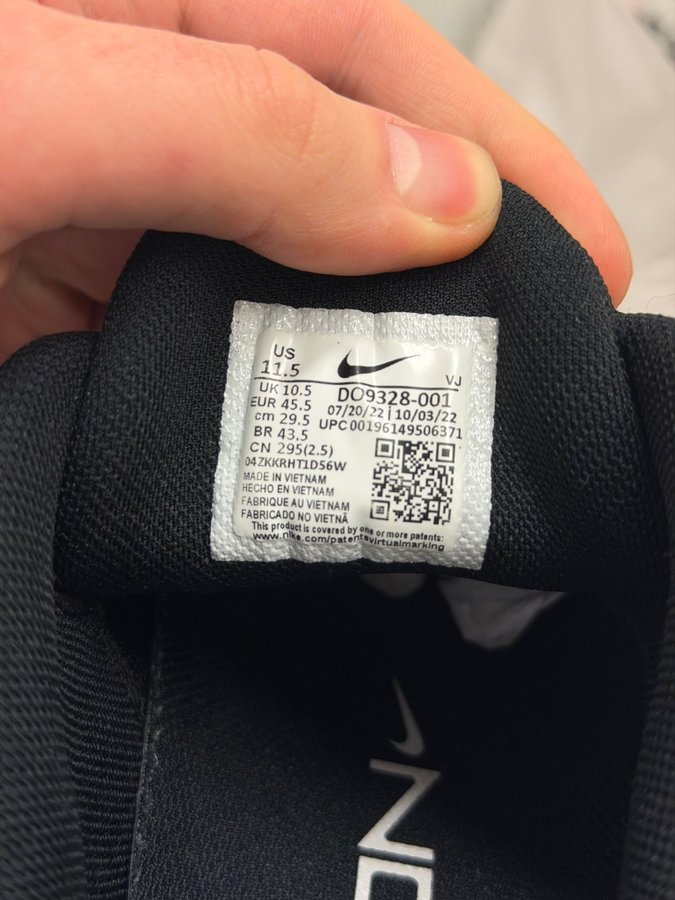 US
11.5
VJ
UK 10.5
DO9328-001
EUR 45.5
07/20/22 | 10/03/22
cm 29.5
UPC 00196149506371
BR 43.5
CN 295(2.5)
04ZKKRHT1D56W
MADE IN VIETNAM
HECHO EN VIETNAM
FABRIQUE AU VIETNAM
FABRICADO NO VIETNÃ
This product is covered by one or more patents:
www.nike.com/patentvirtualmarking